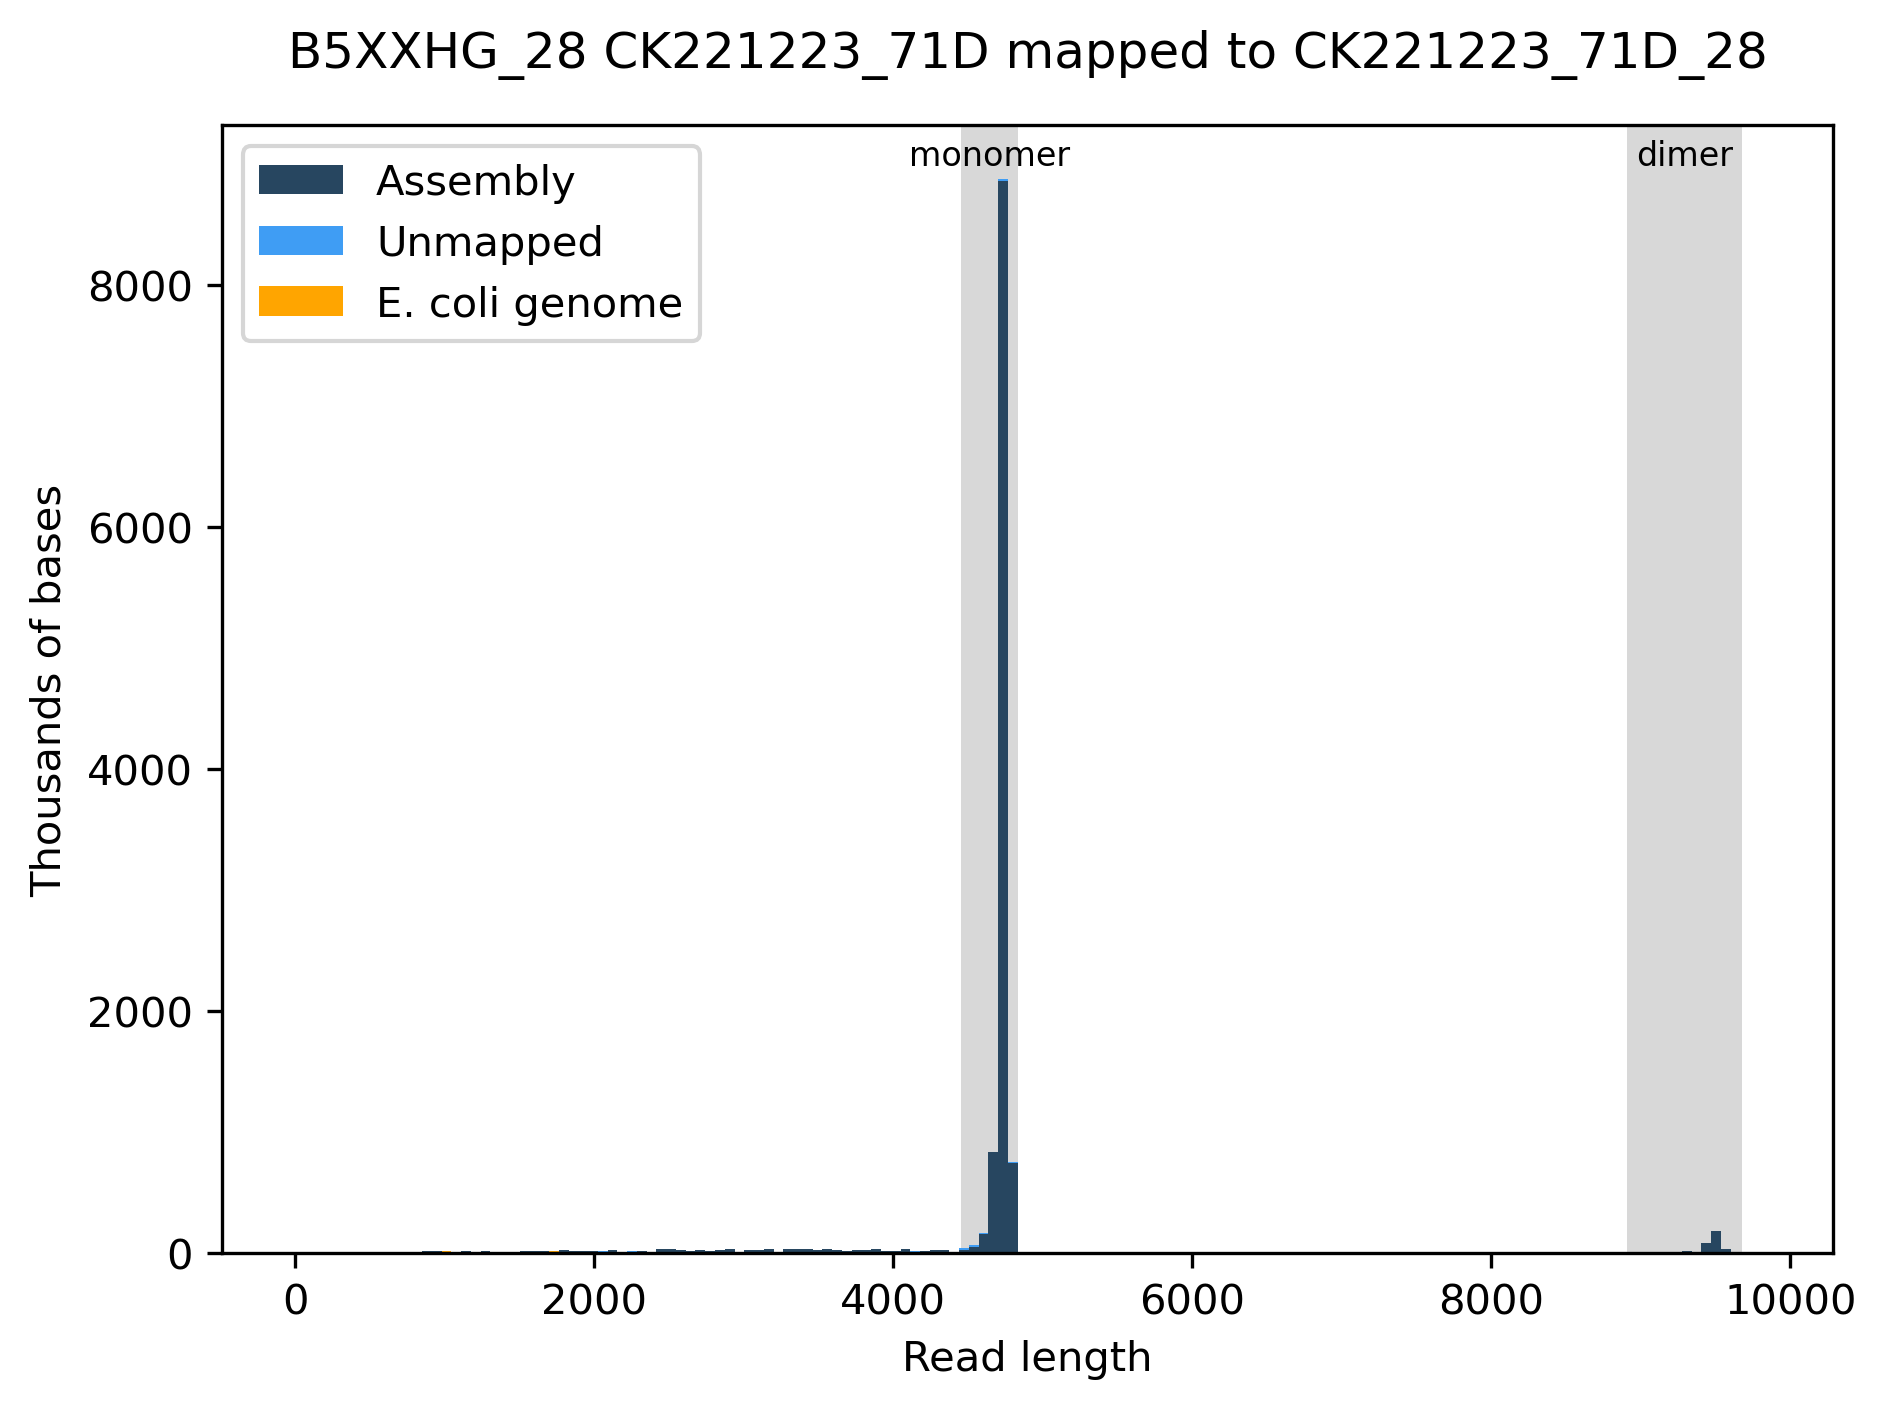 B5XXHG_28 CK221223_71D mapped to CK221223_71D_28
monomer
dimer
Assembly
Unmapped
E. coli genome
Thousands of bases
8000
6000
4000
2000
0
0 2000 4000 6000 8000 10000
Read length